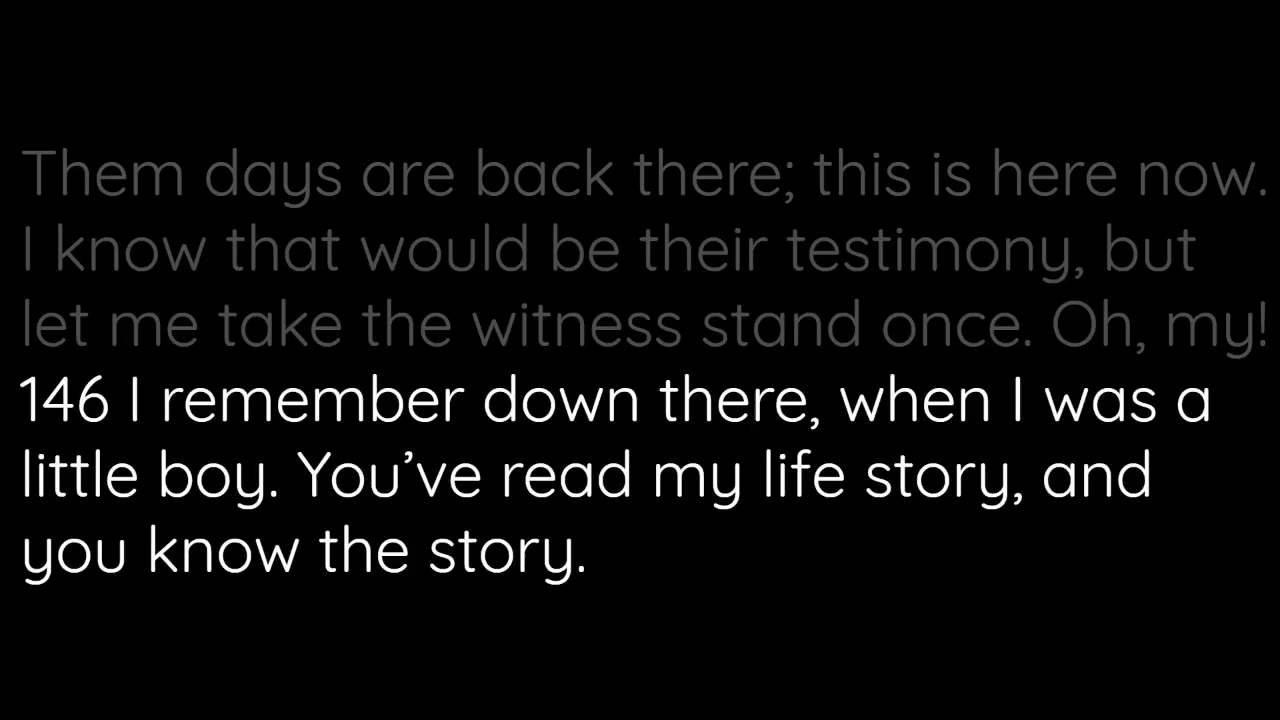 Them days are back there; this is here now.
I know that would be their testimony, but
let me take the witness stand once. Oh, my!
146 I remember down there, when I was a
little boy. You’ve read my life story, and
you know the story.